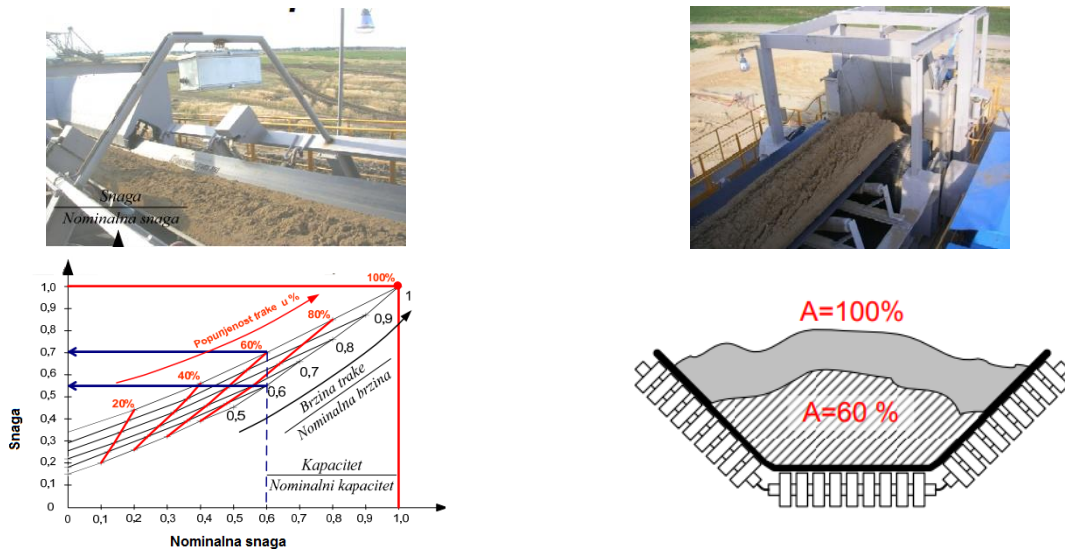 Snaga
Nominalna snaga
1,0
0,9
0,8
0,7
0,6
0,5
0,4
0,3
0,2
0,1
0
Snaga
100%
Popunjenost trake u %
80%
60%
40%
20%
1
0,9
0,8
0,7
0,6
0,5
Brzina trake
Nominalna brzina
Kapacitet
Nominalni kapacitet
0 0,1 0,2 0,3 0,4 0,5 0,6 0,7 0,8 0,9 1,0
Nominalna snaga
A=100%
A=60 %